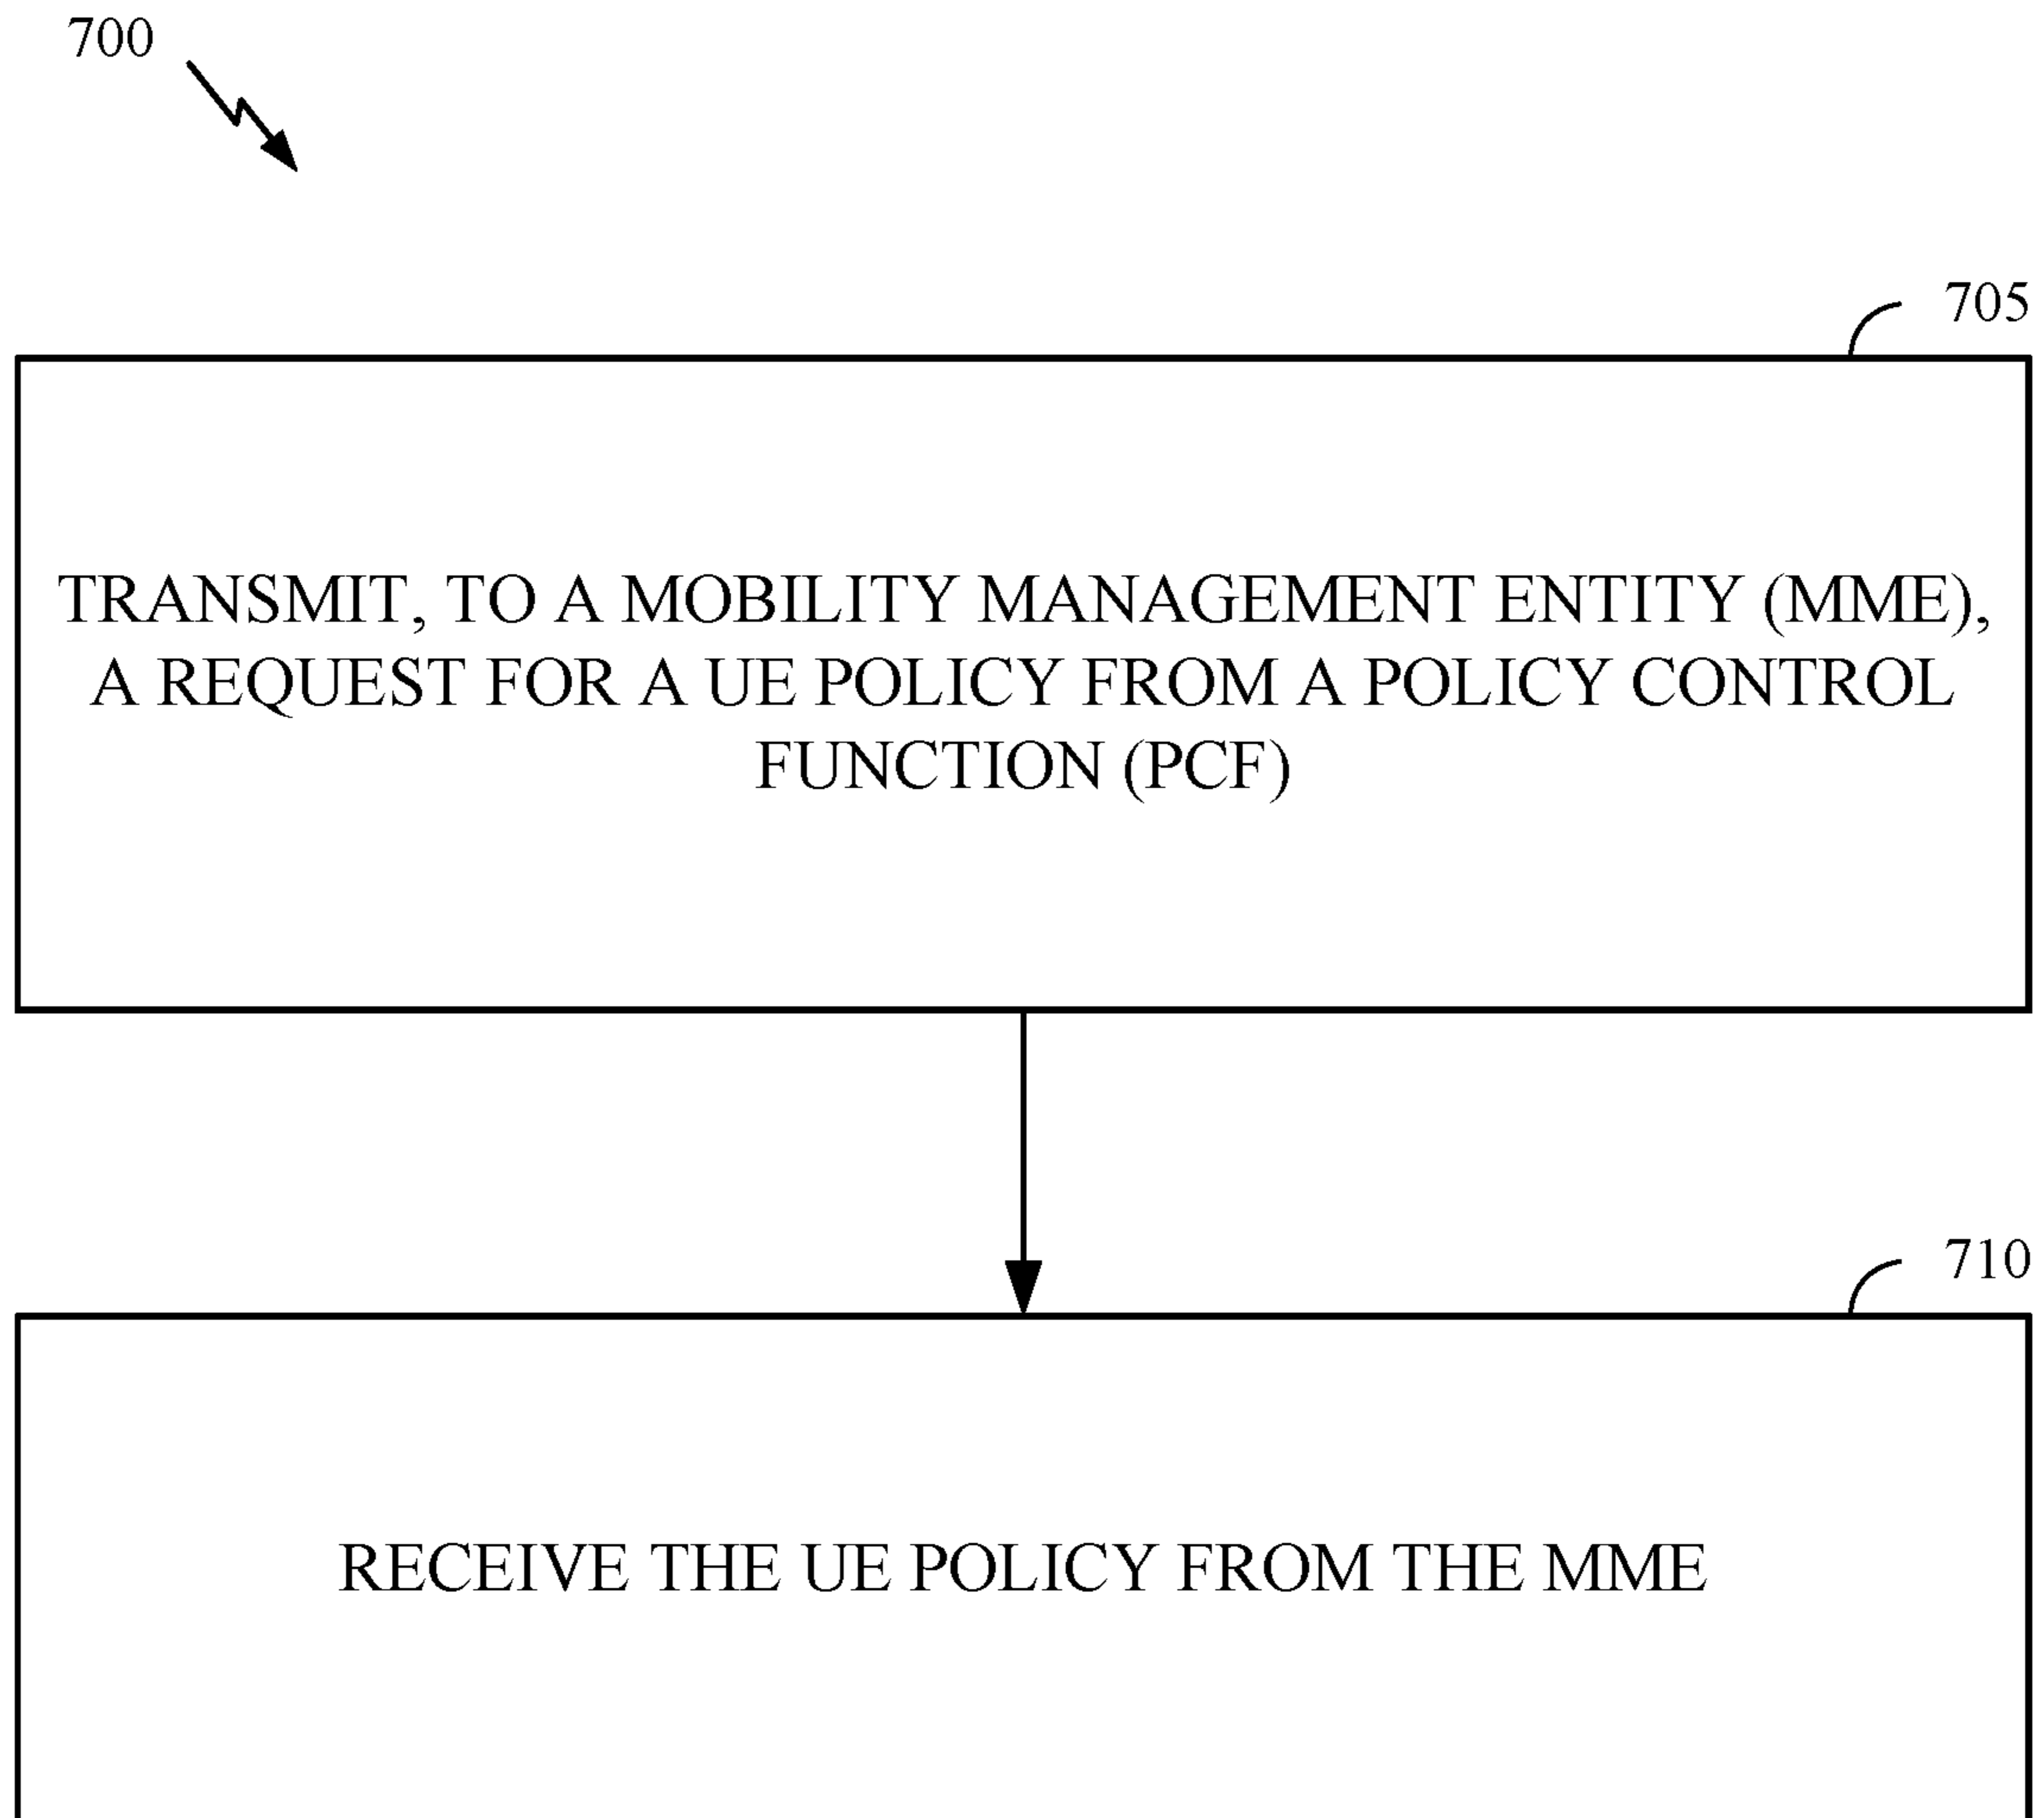 700
705
TRANSMIT, TO A MOBILITY MANAGEMENT ENTITY (MME),
A REQUEST FOR A UE POLICY FROM A POLICY CONTROL
FUNCTION (PCF)
710
RECEIVE THE UE POLICY FROM THE MME